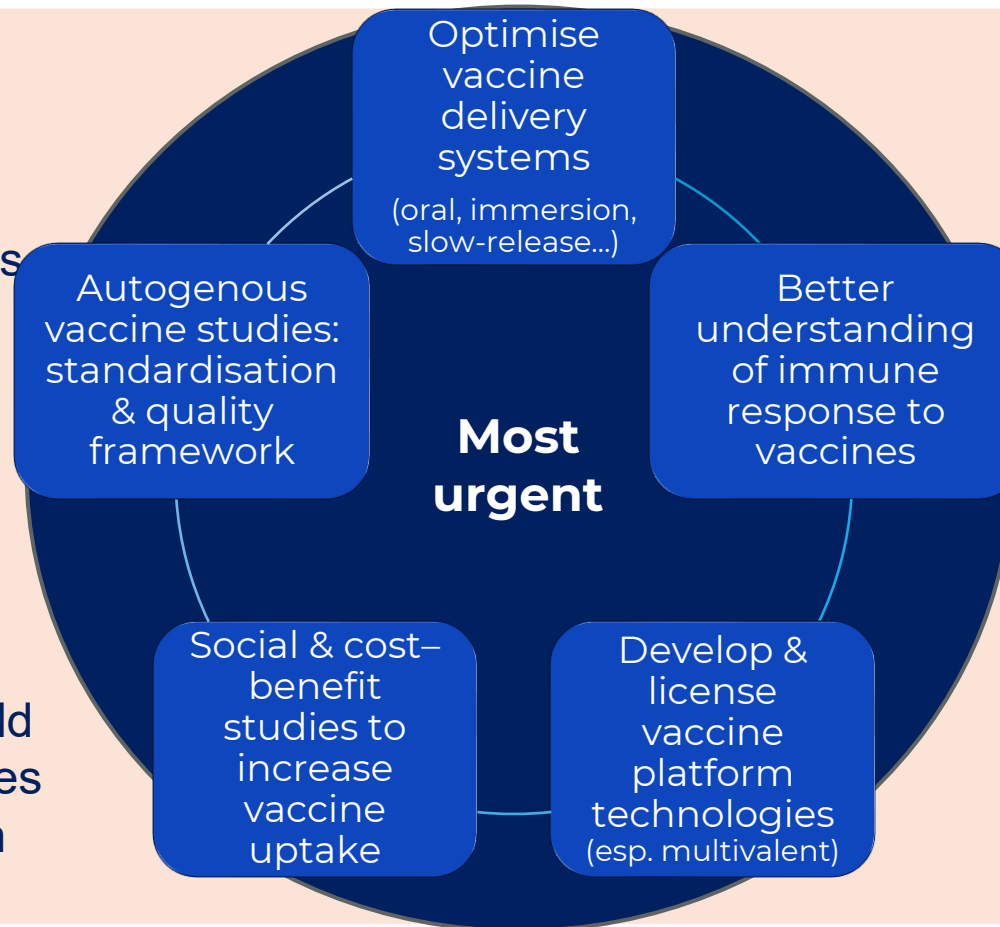 Optimise
vaccine
delivery
systems
(oral, immersion,
slow-release...)
Autogenous
vaccine studies:
standardisation
& quality
framework
Better
understanding
of immune
response to
vaccines
Most
urgent
Social & cost–
benefit
studies to
increase
vaccine
uptake
Develop &
license
vaccine
platform
technologies
(esp. multivalent)